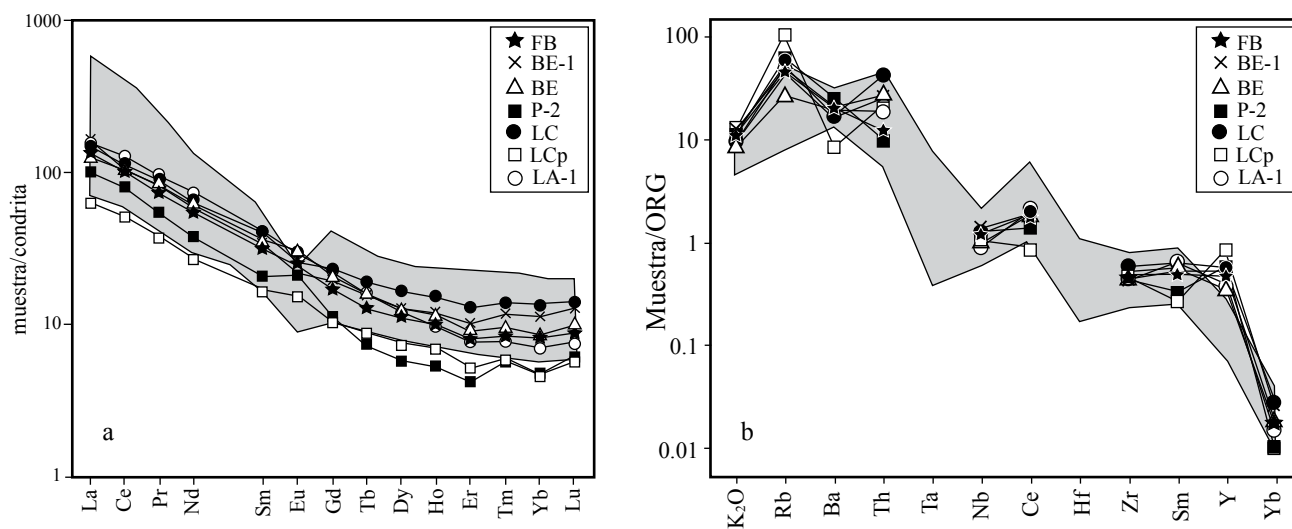 1000
100
10
1
muestra/condrita
a
FB
BE-1
BE
P-2
LC
LCp
LA-1
La Ce Pr Nd Sm Eu Gd Tb Dy Ho Er Tm Yb Lu
100
10
1
0.1
0.01
Muestra/ORG
b
FB
BE-1
BE
P-2
LC
LCp
LA-1
K₂O Rb Ba Th Ta Nb Ce Hf Zr Sm Y Yb